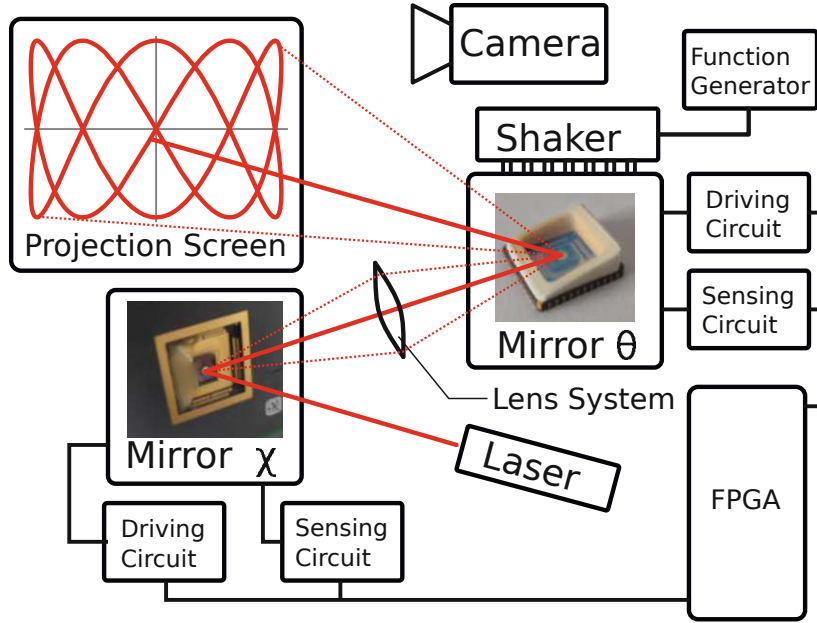 Camera
Function
Generator
Shaker
Projection Screen
Driving
Circuit
Sensing
Circuit
Mirror θ
Lens System
Mirror χ
Laser
FPGA
Driving
Circuit
Sensing
Circuit